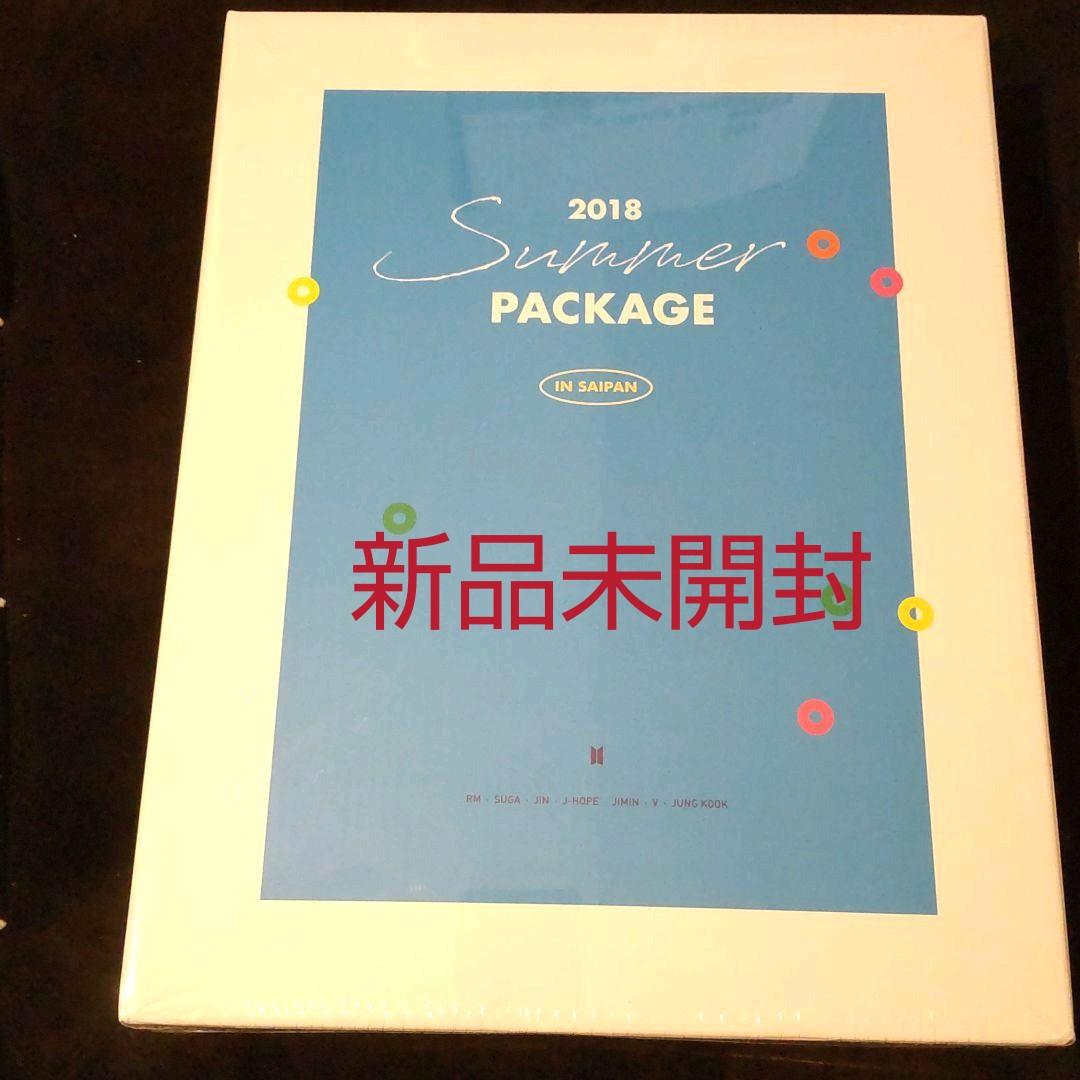 2018
Summer
PACKAGE
IN SAIPAN
新品未開封
RM · SUGA · JIN · J-HOPE · JIMIN · V · JUNG KOOK